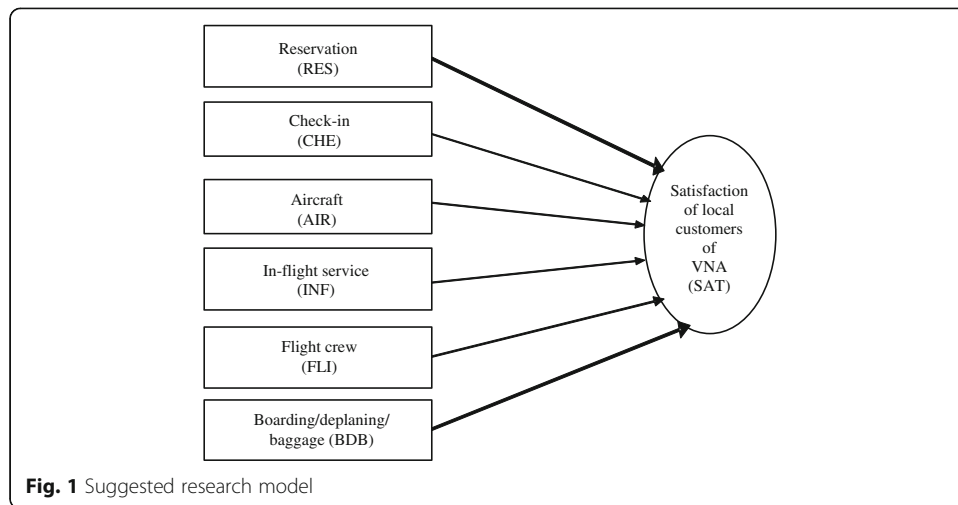 Reservation
(RES)
Check-in
(CHE)
Aircraft
(AIR)
In-flight service
(INF)
Flight crew
(FLI)
Boarding/deplaning/
baggage (BDB)
Satisfaction
of local
customers
of
VNA
(SAT)
Fig. 1 Suggested research model